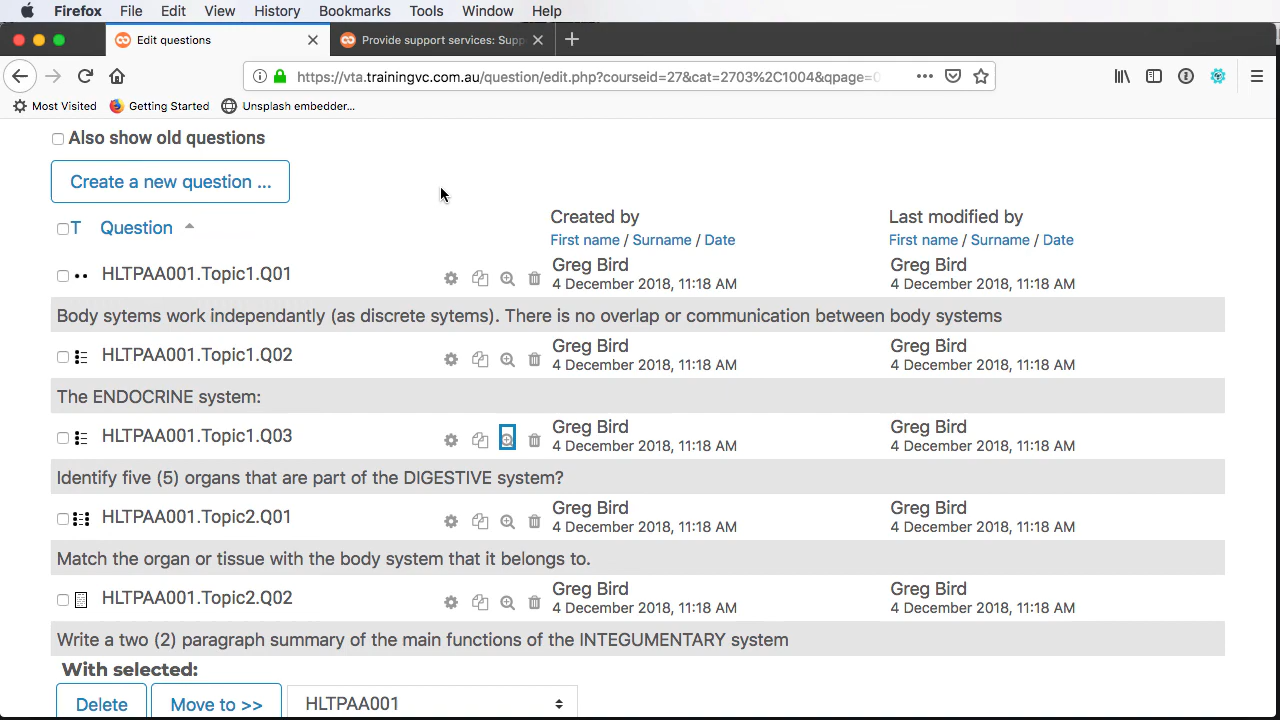 Firefox File Edit View History Bookmarks Tools Window Help
Edit questions
Provide support services: Supp
https://vta.trainingvc.com.au/question/edit.php?courseid=27&cat=2703%2C1004&qpage=0
Most Visited Getting Started Unsplash embedder...
Also show old questions
Create a new question ...
T Question Created by Last modified by
First name / Surname / Date First name / Surname / Date
HLTPAA001.Topic1.Q01 Greg Bird Greg Bird
4 December 2018, 11:18 AM 4 December 2018, 11:18 AM
Body sytems work independantly (as discrete sytems). There is no overlap or communication between body systems
HLTPAA001.Topic1.Q02 Greg Bird Greg Bird
4 December 2018, 11:18 AM 4 December 2018, 11:18 AM
The ENDOCRINE system:
HLTPAA001.Topic1.Q03 Greg Bird Greg Bird
4 December 2018, 11:18 AM 4 December 2018, 11:18 AM
Identify five (5) organs that are part of the DIGESTIVE system?
HLTPAA001.Topic2.Q01 Greg Bird Greg Bird
4 December 2018, 11:18 AM 4 December 2018, 11:18 AM
Match the organ or tissue with the body system that it belongs to.
HLTPAA001.Topic2.Q02 Greg Bird Greg Bird
4 December 2018, 11:18 AM 4 December 2018, 11:18 AM
Write a two (2) paragraph summary of the main functions of the INTEGUMENTARY system
With selected:
Delete Move to >> HLTPAA001